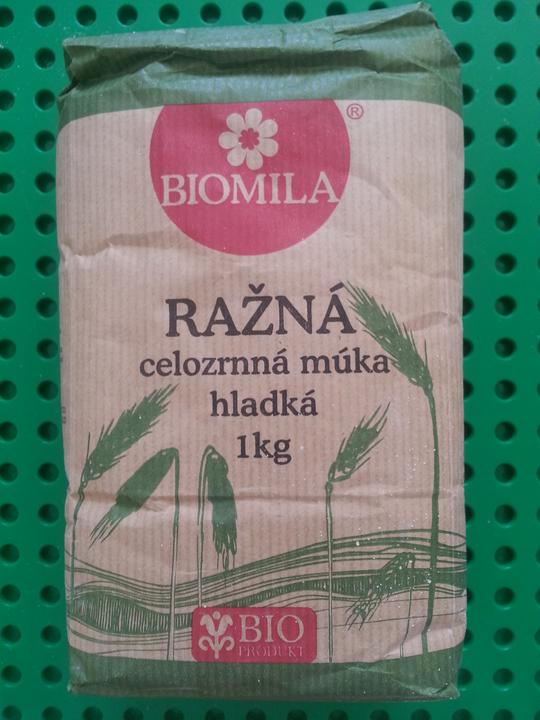 ®
BIOMILA
RAŽNÁ
celozrnná múka
hladká
1kg
BIO
PRODUKT